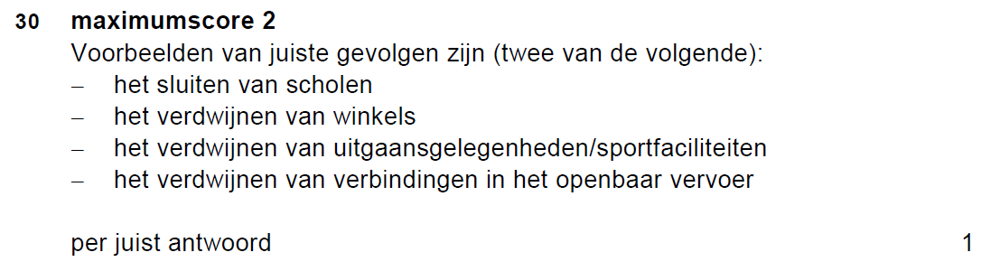 30 maximumscore 2
Voorbeelden van juiste gevolgen zijn (twee van de volgende):
− het sluiten van scholen
− het verdwijnen van winkels
− het verdwijnen van uitgaansgelegenheden/sportfaciliteiten
− het verdwijnen van verbindingen in het openbaar vervoer
per juist antwoord 1